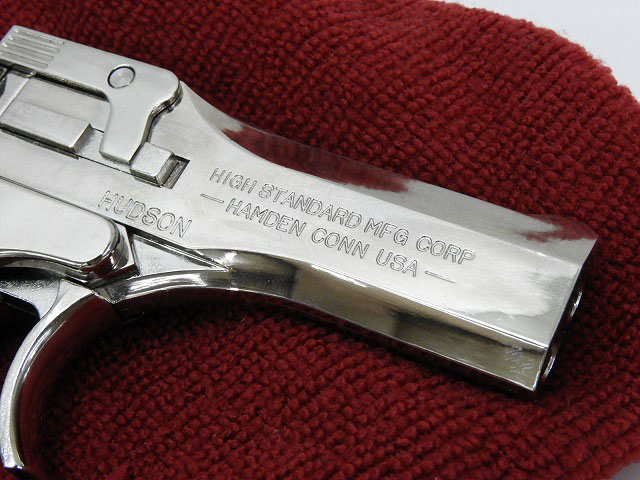 HUDSON
HIGH STANDARD MFG CORP
— HAMDEN CONN USA —